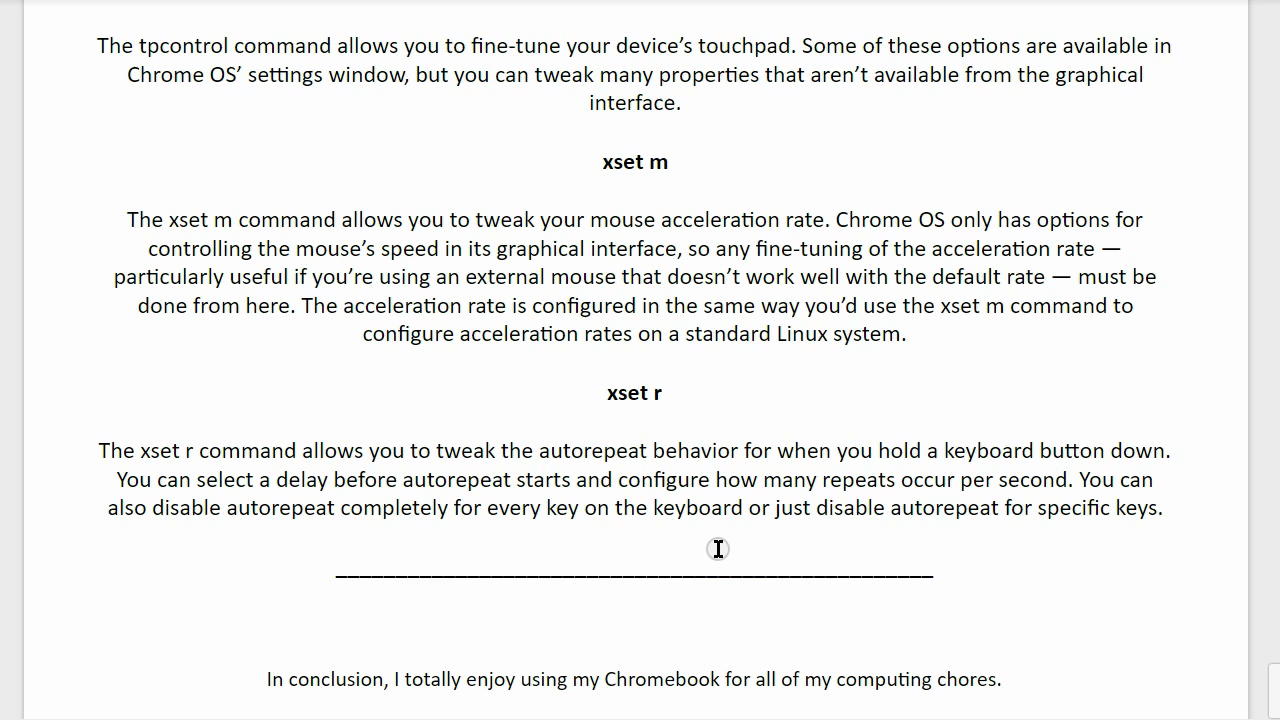 The tpcontrol command allows you to fine-tune your device’s touchpad. Some of these options are available in
Chrome OS’ settings window, but you can tweak many properties that aren’t available from the graphical
interface.
xset m
The xset m command allows you to tweak your mouse acceleration rate. Chrome OS only has options for
controlling the mouse’s speed in its graphical interface, so any fine-tuning of the acceleration rate —
particularly useful if you’re using an external mouse that doesn’t work well with the default rate — must be
done from here. The acceleration rate is configured in the same way you’d use the xset m command to
configure acceleration rates on a standard Linux system.
xset r
The xset r command allows you to tweak the autorepeat behavior for when you hold a keyboard button down.
You can select a delay before autorepeat starts and configure how many repeats occur per second. You can
also disable autorepeat completely for every key on the keyboard or just disable autorepeat for specific keys.
In conclusion, I totally enjoy using my Chromebook for all of my computing chores.